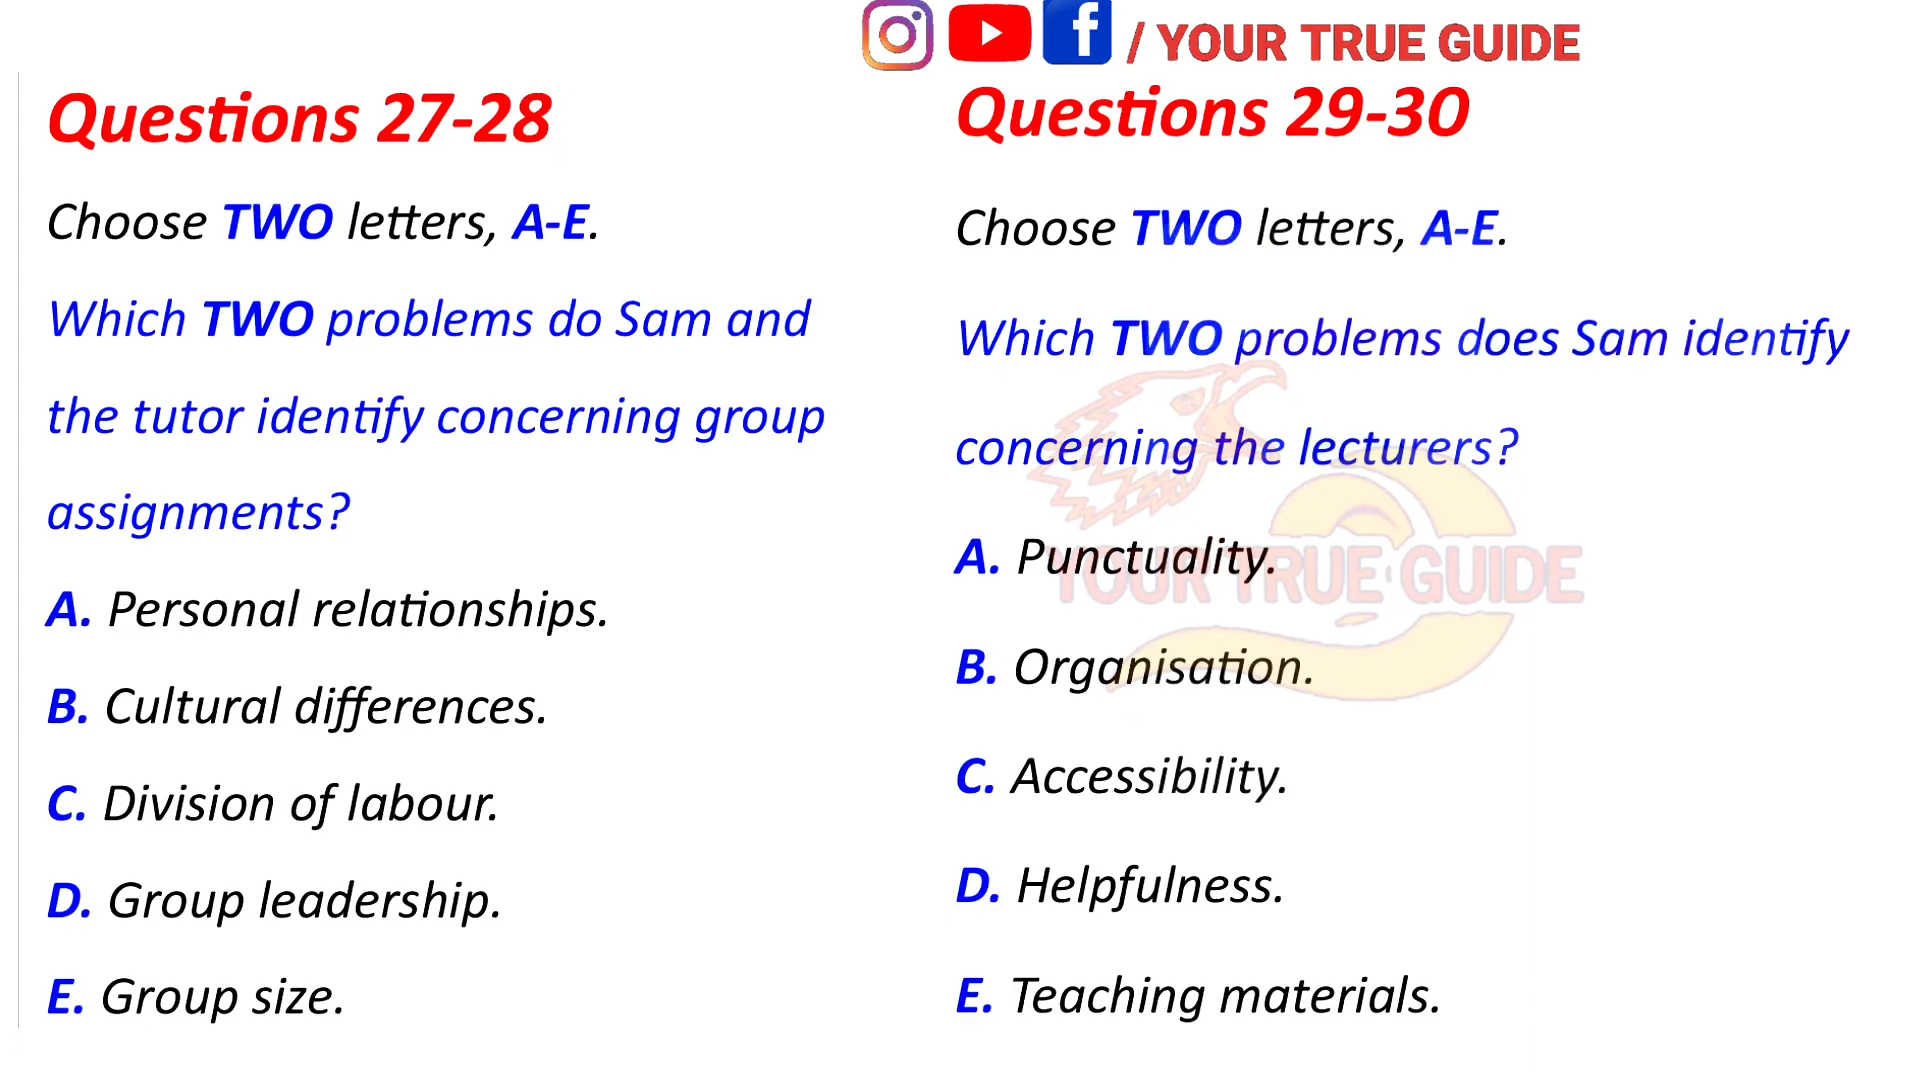 / YOUR TRUE GUIDE
Questions 27-28
Choose TWO letters, A-E.
Which TWO problems do Sam and
the tutor identify concerning group
assignments?
A. Personal relationships.
B. Cultural differences.
C. Division of labour.
D. Group leadership.
E. Group size.
Questions 29-30
Choose TWO letters, A-E.
Which TWO problems does Sam identify
concerning the lecturers?
A. Punctuality.
YOUR TRUE GUIDE
B. Organisation.
C. Accessibility.
D. Helpfulness.
E. Teaching materials.